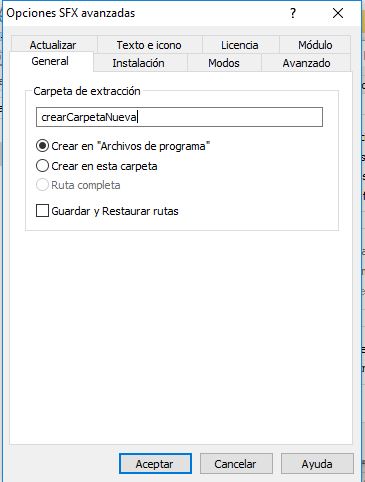 Opciones SFX avanzadas ?
Actualizar Texto e icono Licencia Módulo
General Instalación Modos Avanzado
Carpeta de extracción
crearCarpetaNueva
Crear en "Archivos de programa"
Crear en esta carpeta
Ruta completa
Guardar y Restaurar rutas
Aceptar Cancelar Ayuda